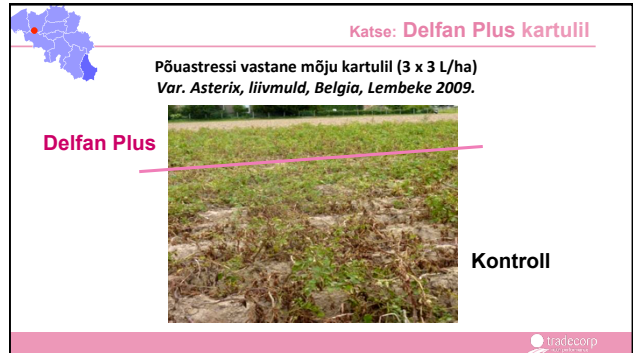 Katse: Delfan Plus kartulil
Põuastressi vastane mõju kartulil (3 x 3 L/ha)
Var. Asterix, liivmuld, Belgia, Lembeke 2009.
Delfan Plus
Kontroll
tradecorp